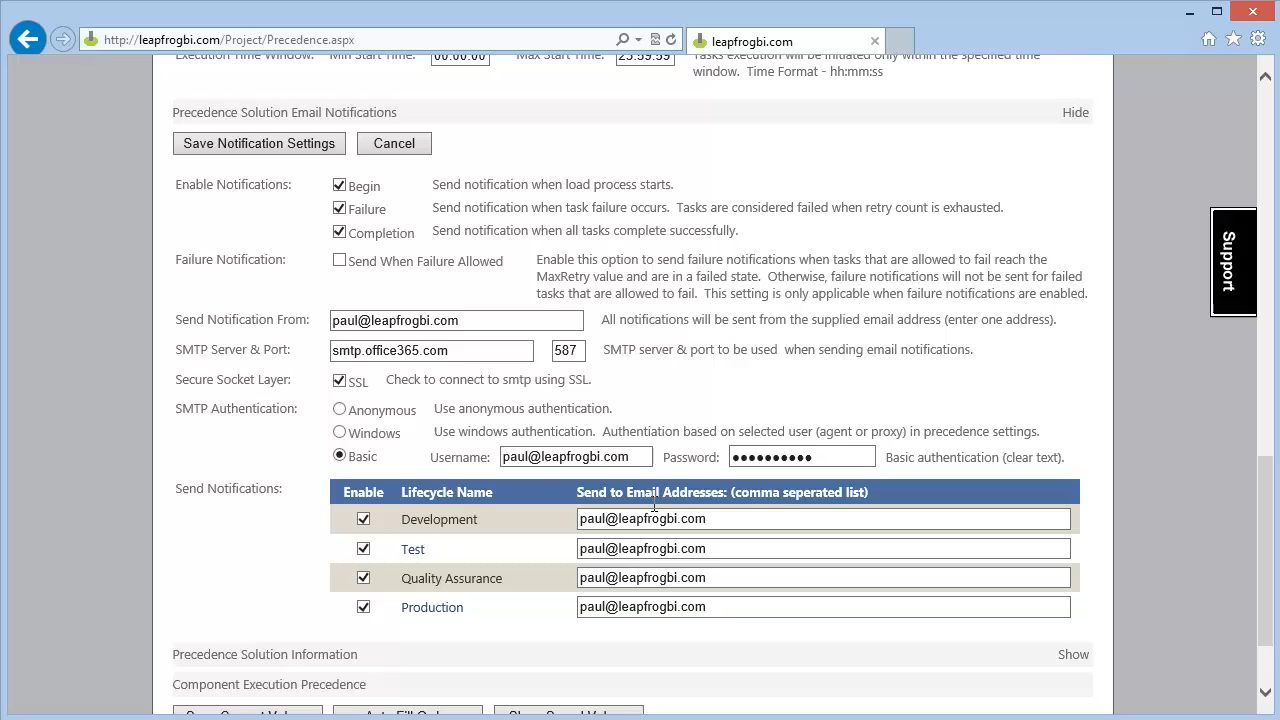 http://leapfrogbi.com/Project/Precedence.aspx
leapfrogbi.com
Execution Time Window: Min Start Time: 00:00:00 Max Start Time: 23:59:59 Tasks execution will be initiated only within the specified time
window. Time Format - hh:mm:ss
Precedence Solution Email Notifications Hide
Save Notification Settings Cancel
Enable Notifications: Begin Send notification when load process starts.
Failure Send notification when task failure occurs. Tasks are considered failed when retry count is exhausted.
Completion Send notification when all tasks complete successfully.
Failure Notification: Send When Failure Allowed Enable this option to send failure notifications when tasks that are allowed to fail reach the
MaxRetry value and are in a failed state. Otherwise, failure notifications will not be sent for failed
tasks that are allowed to fail. This setting is only applicable when failure notifications are enabled.
Send Notification From: paul@leapfrogbi.com All notifications will be sent from the supplied email address (enter one address).
SMTP Server & Port: smtp.office365.com 587 SMTP server & port to be used when sending email notifications.
Secure Socket Layer: SSL Check to connect to smtp using SSL.
SMTP Authentication: Anonymous Use anonymous authentication.
Windows Use windows authentication. Authentiation based on selected user (agent or proxy) in precedence settings.
Basic Username: paul@leapfrogbi.com Password: ●●●●●●●●●● Basic authentication (clear text).
Send Notifications: Enable Lifecycle Name Send to Email Addresses: (comma seperated list)
Development paul@leapfrogbi.com
Test paul@leapfrogbi.com
Quality Assurance paul@leapfrogbi.com
Production paul@leapfrogbi.com
Precedence Solution Information Show
Component Execution Precedence
Support